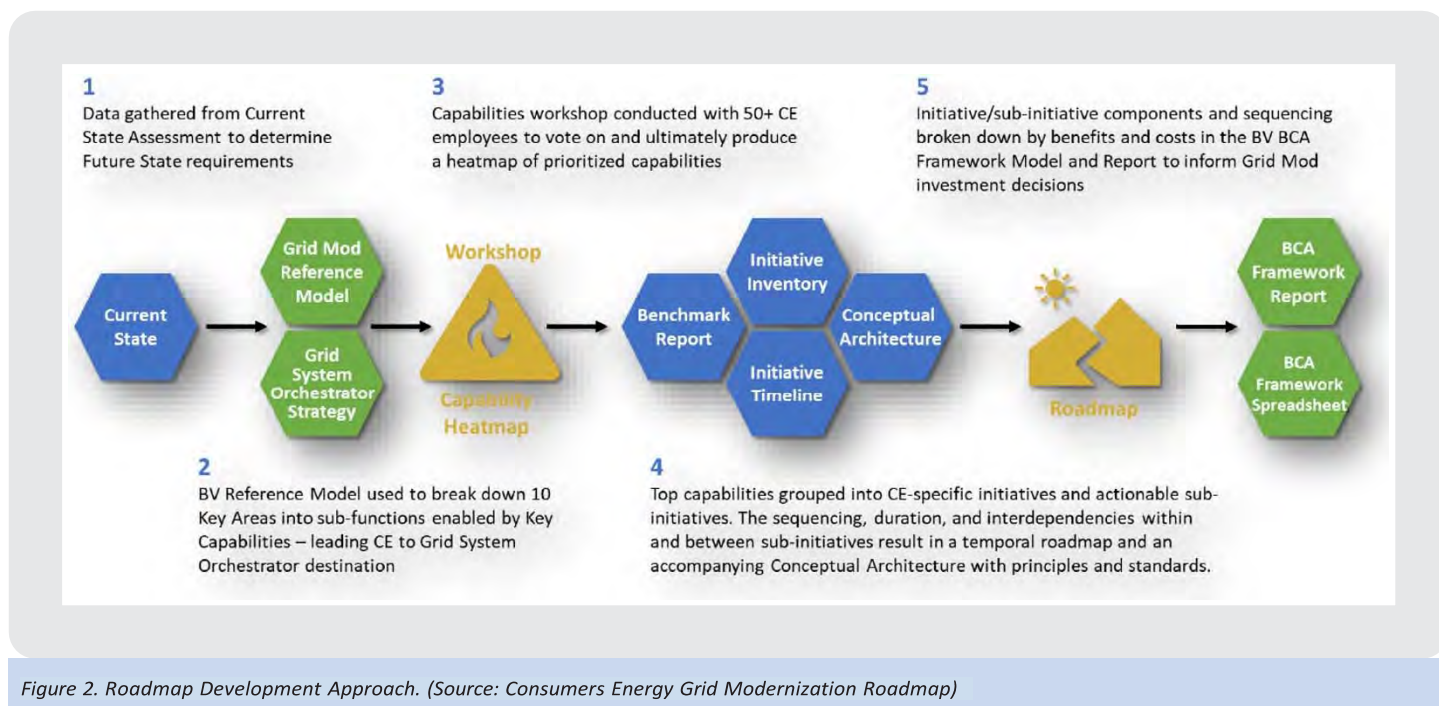 1
Data gathered from Current
State Assessment to determine
Future State requirements
3
Capabilities workshop conducted with 50+ CE
employees to vote on and ultimately produce
a heatmap of prioritized capabilities
5
Initiative/sub-initiative components and sequencing
broken down by benefits and costs in the BV BCA
Framework Model and Report to inform Grid Mod
investment decisions
Current
State
Grid Mod
Reference
Model
Grid
System
Orchestrator
Strategy
Workshop
Capability
Heatmap
Benchmark
Report
Initiative
Inventory
Initiative
Timeline
Conceptual
Architecture
Roadmap
BCA
Framework
Report
BCA
Framework
Spreadsheet
2
BV Reference Model used to break down 10
Key Areas into sub-functions enabled by Key
Capabilities – leading CE to Grid System
Orchestrator destination
4
Top capabilities grouped into CE-specific initiatives and actionable sub-
initiatives. The sequencing, duration, and interdependencies within
and between sub-initiatives result in a temporal roadmap and an
accompanying Conceptual Architecture with principles and standards.
Figure 2. Roadmap Development Approach. (Source: Consumers Energy Grid Modernization Roadmap)